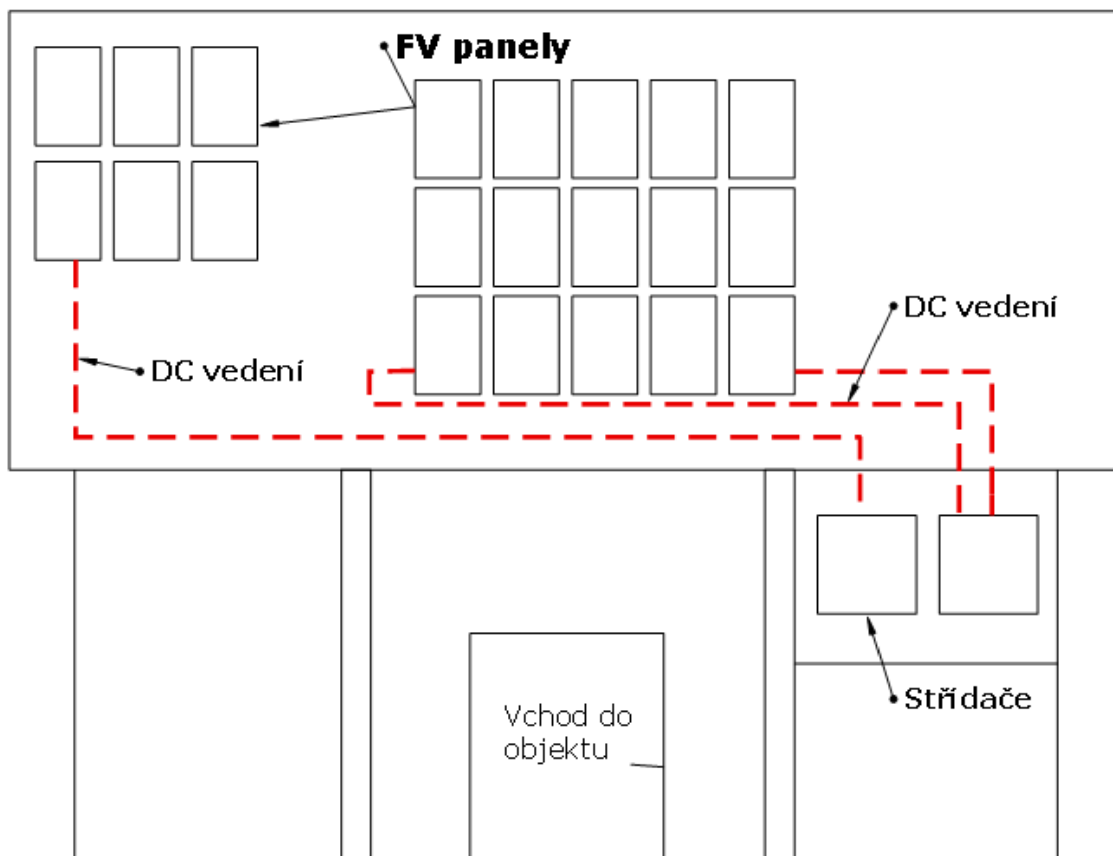 FV panely
DC vedení
DC vedení
Střídače
Vchod do
objektu